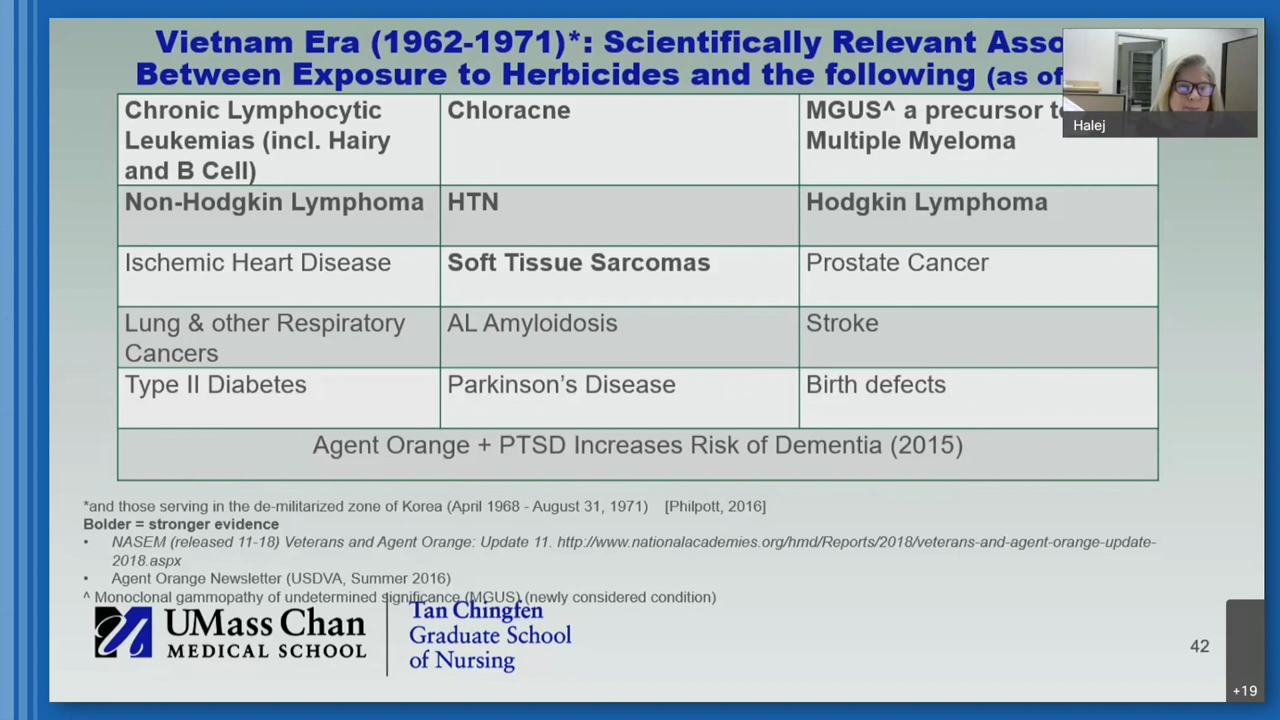 Vietnam Era (1962-1971)*: Scientifically Relevant
Between Exposure to Herbicides and the following (as of
Chronic Lymphocytic
Leukemias (incl. Hairy
and B Cell)
Chloracne
MGUS^ a precursor
Multiple Myeloma
Non-Hodgkin Lymphoma
HTN
Hodgkin Lymphoma
Ischemic Heart Disease
Soft Tissue Sarcomas
Prostate Cancer
Lung & other Respiratory
Cancers
AL Amyloidosis
Stroke
Type II Diabetes
Parkinson's Disease
Birth defects
Agent Orange + PTSD Increases Risk of Dementia (2015)
*and those serving in the de-militarized zone of Korea (April 1968 - August 31, 1971) [Philpott, 2016]
Bolder = stronger evidence
• NASEM (released 11-18) Veterans and Agent Orange: Update 11. http://www.nationalacademies.org/hmd/Reports/2018/veterans-and-agent-orange-update-
2018.aspx
• Agent Orange Newsletter (USDVA, Summer 2016)
^ Monoclonal gammopathy of undetermined significance (MGUS) (newly considered condition)
UMass Chan
MEDICAL SCHOOL
Tan Chingfen
Graduate School
of Nursing
42
Halej
+19